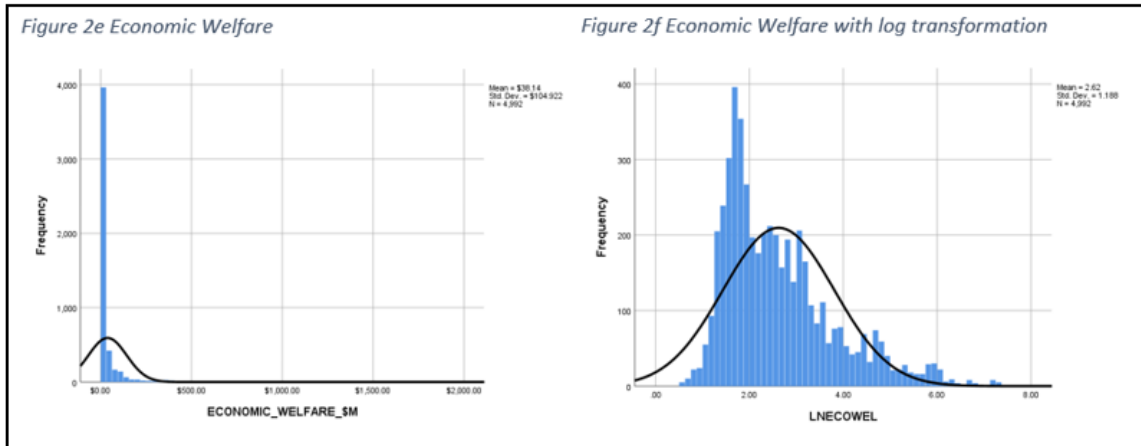 Figure 2e Economic Welfare
Figure 2f Economic Welfare with log transformation
4,000
3,000
2,000
1,000
0
Frequency
$0.00 $500.00 $1,000.00 $1,500.00 $2,000.00
ECONOMIC_WELFARE_$M
Mean = $38.14
Std. Dev. = $104.922
N = 4,992
400
300
200
100
0
Frequency
.00 2.00 4.00 6.00 8.00
LNECOWEL
Mean = 2.62
Std. Dev. = 1.188
N = 4,992